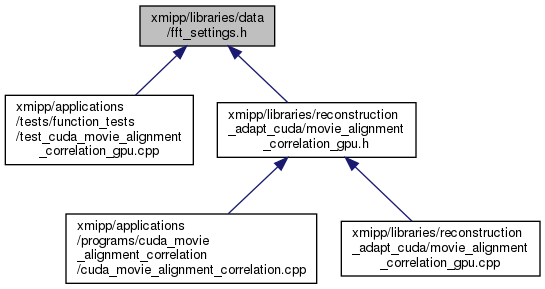 xmipp/libraries/data
/fft_settings.h
xmipp/applications
/tests/function_tests
/test_cuda_movie_alignment
_correlation_gpu.cpp
xmipp/libraries/reconstruction
_adapt_cuda/movie_alignment
_correlation_gpu.h
xmipp/applications
/programs/cuda_movie
_alignment_correlation
/cuda_movie_alignment_correlation.cpp
xmipp/libraries/reconstruction
_adapt_cuda/movie_alignment
_correlation_gpu.cpp